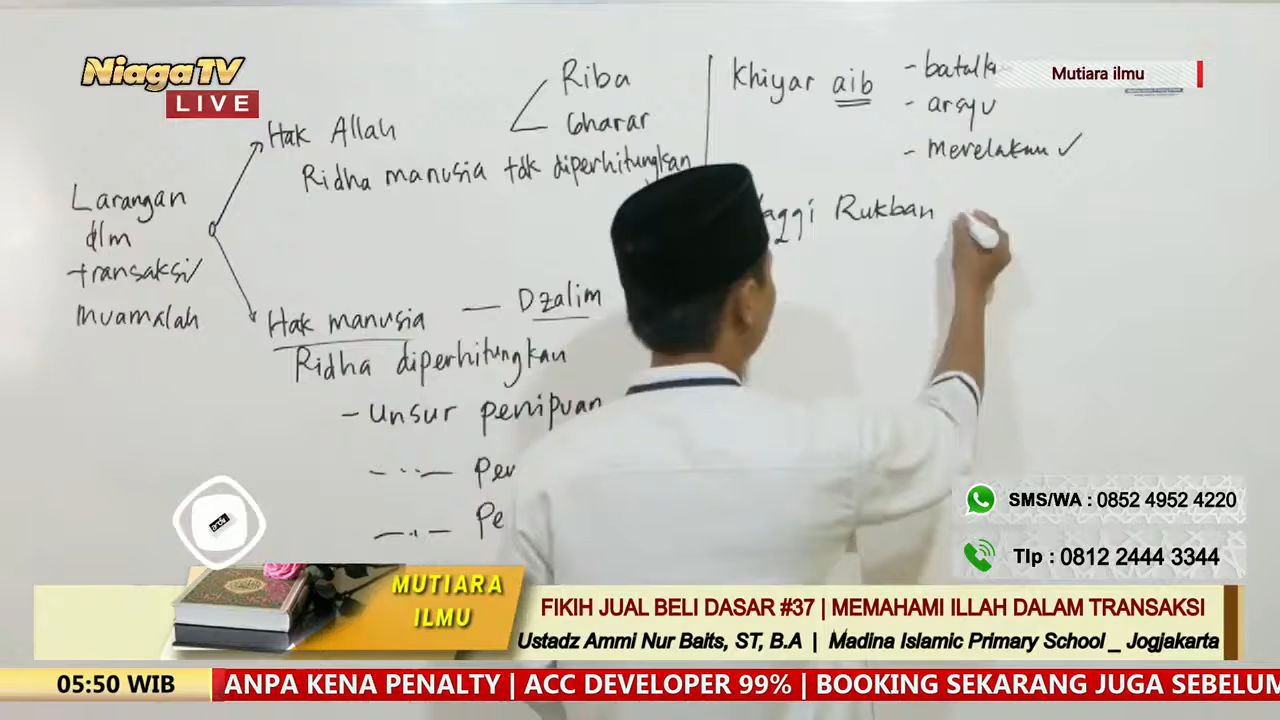 NiagaTV
LIVE
Mutiara ilmu
Larangan
dlm
transaksi/
muamalah
Hak Allah
Riba
Gharar
Ridha manusia tdk diperhitungkan
Hak manusia — Dzalim
Ridha diperhitungkan
- Unsur penipuan
Khiyar aib
- arsyu
- Merelakan ✓
Rukban
SMS/WA : 0852 4952 4220
Tlp : 0812 2444 3344
MUTIARA
ILMU
FIKIH JUAL BELI DASAR #37 | MEMAHAMI ILLAH DALAM TRANSAKSI
Ustadz Ammi Nur Baits, ST, B.A | Madina Islamic Primary School _ Jogjakarta
05:50 WIB
ANPA KENA PENALTY | ACC DEVELOPER 99% | BOOKING SEKARANG JUGA SEBELUM